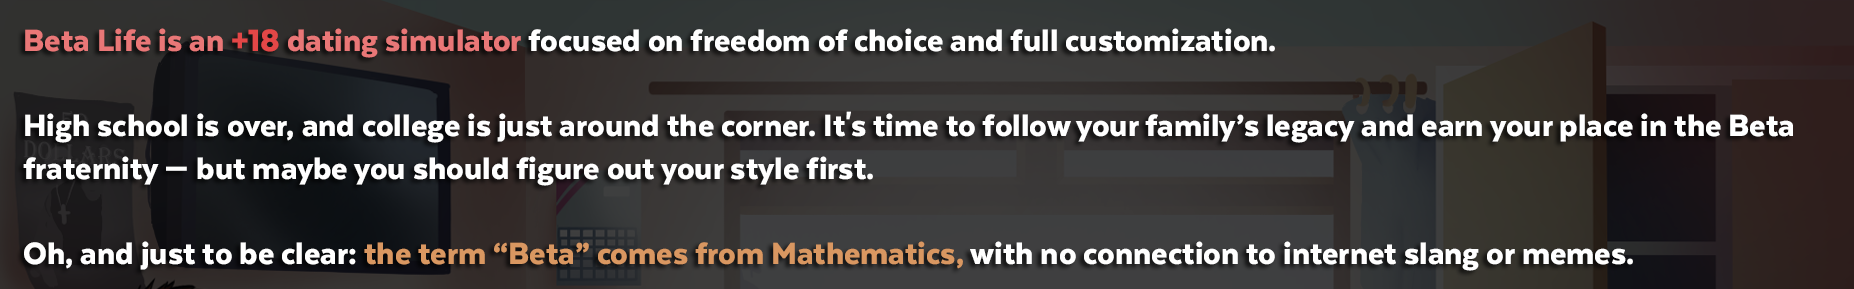 Beta Life is an +18 dating simulator focused on freedom of choice and full customization.
High school is over, and college is just around the corner. It's time to follow your family’s legacy and earn your place in the Beta
fraternity — but maybe you should figure out your style first.
Oh, and just to be clear: the term “Beta” comes from Mathematics, with no connection to internet slang or memes.
DOLLARS